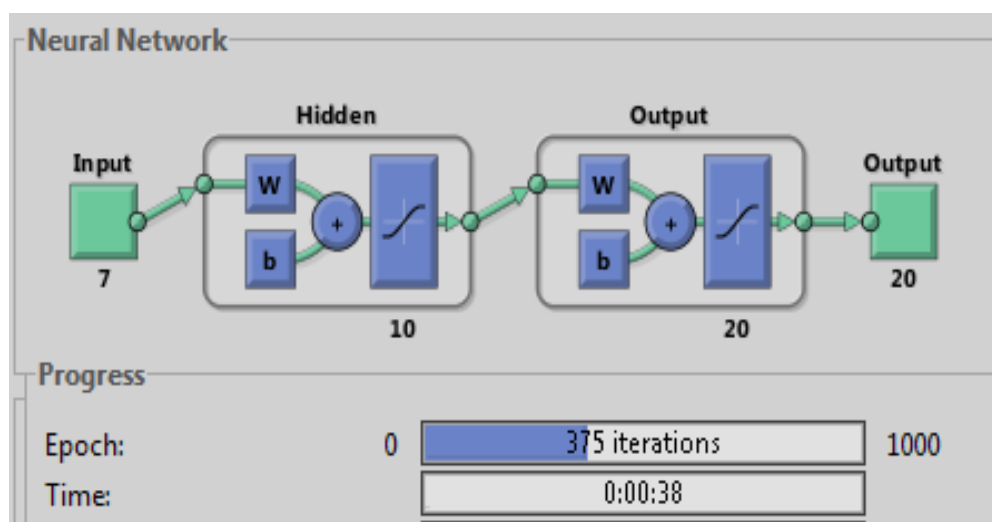 Neural Network
Hidden
Output
Input
Output
W
W
+
+
b
b
7
20
10
20
Progress
Epoch:
0
375 iterations
1000
Time:
0:00:38